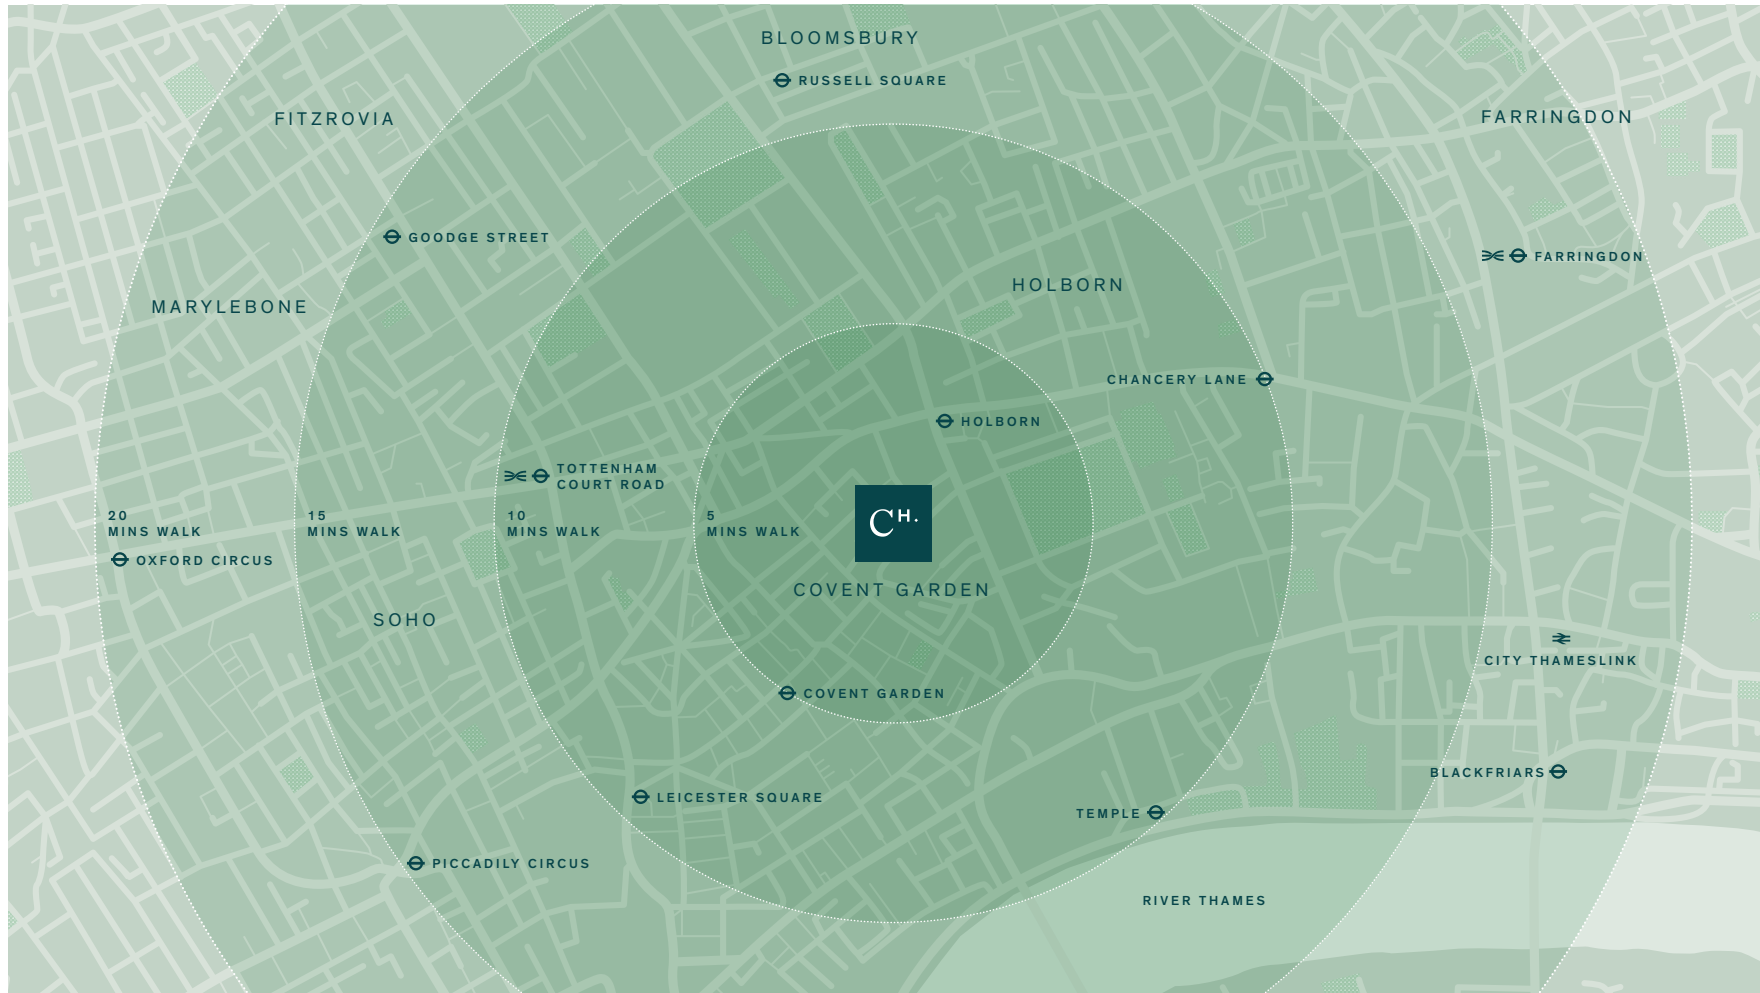 BLOOMSBURY
RUSSELL SQUARE
FITZROVIA
FARRINGDON
GOODGE STREET
FARRINGDON
HOLBORN
MARYLEBONE
CHANCERY LANE
HOLBORN
TOTTENHAM
COURT ROAD
20
MINS WALK
15
MINS WALK
10
MINS WALK
5
MINS WALK
CH.
OXFORD CIRCUS
COVENT GARDEN
SOHO
CITY THAMESLINK
COVENT GARDEN
BLACKFRIARS
LEICESTER SQUARE
TEMPLE
PICCADILY CIRCUS
RIVER THAMES